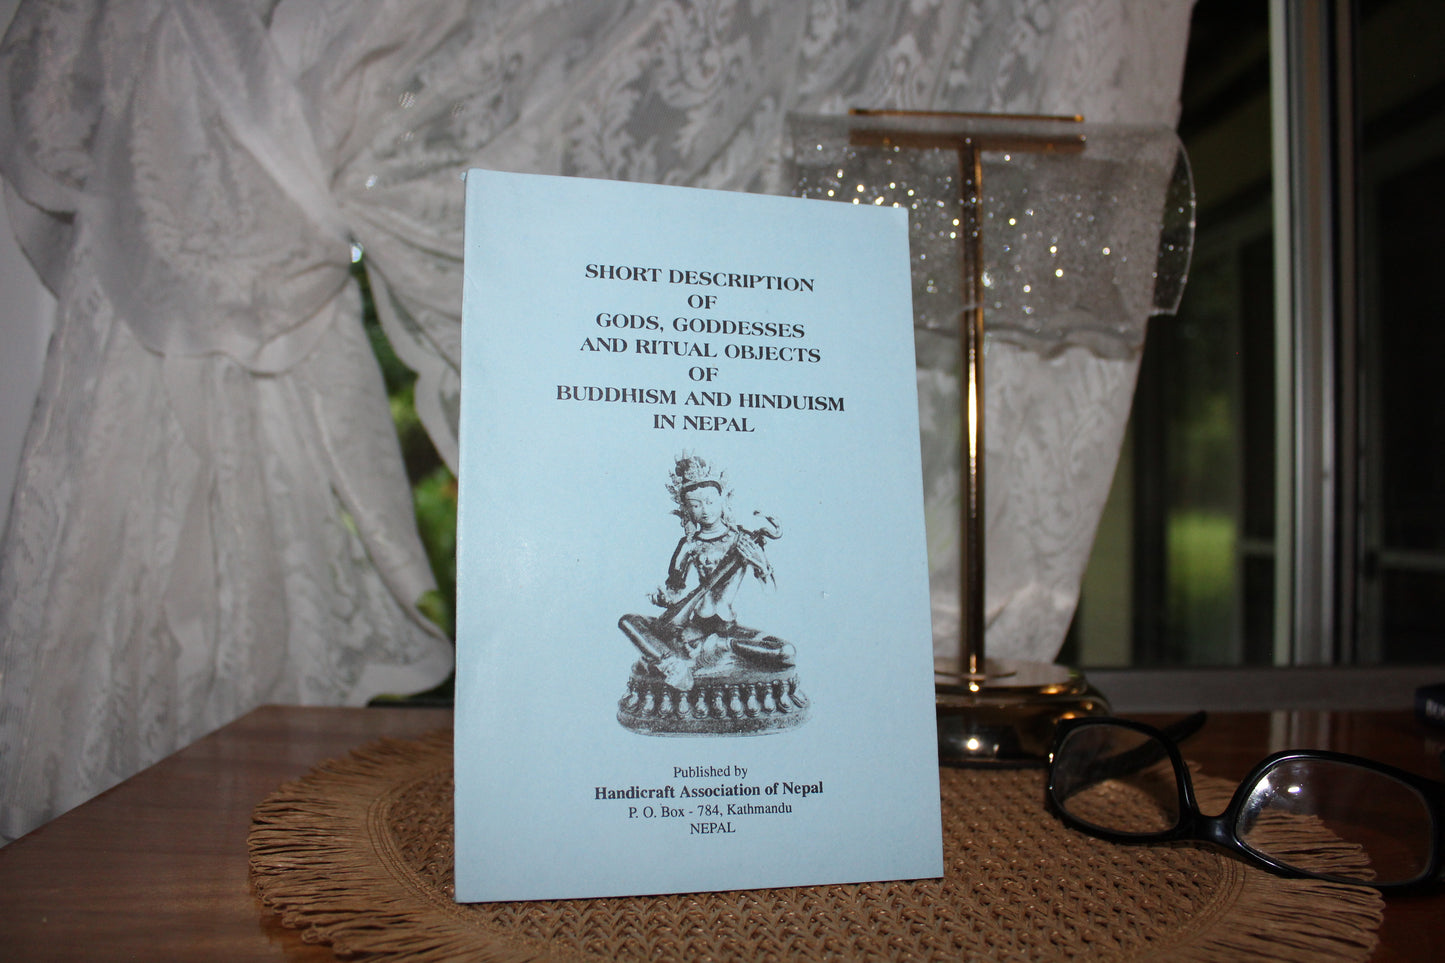 SHORT DESCRIPTION
OF
GODS, GODDESSES
AND RITUAL OBJECTS
OF
BUDDHISM AND HINDUISM
IN NEPAL
Published by
Handicraft Association of Nepal
P. O. Box - 784, Kathmandu
NEPAL